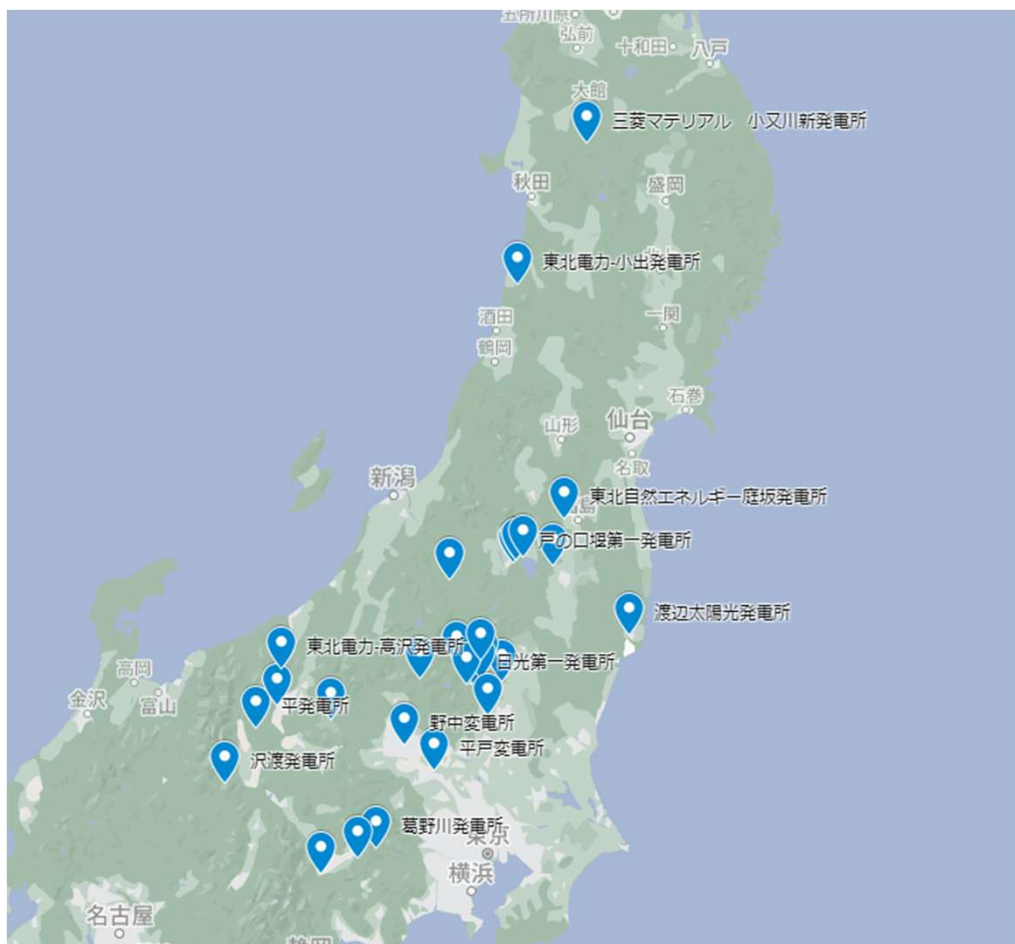 五所川原
弘前
十和田
八戸
大館
三菱マテリアル　小又川新発電所
秋田
盛岡
東北電力-小出発電所
一関
酒田
鶴岡
石巻
山形
仙台
名取
新潟
東北自然エネルギー庭坂発電所
戸の口堰第一発電所
渡辺太陽光発電所
東北電力-高沢発電所
日光第一発電所
高岡
金沢
富山
平発電所
野中変電所
平戸変電所
沢渡発電所
葛野川発電所
東京
横浜
名古屋